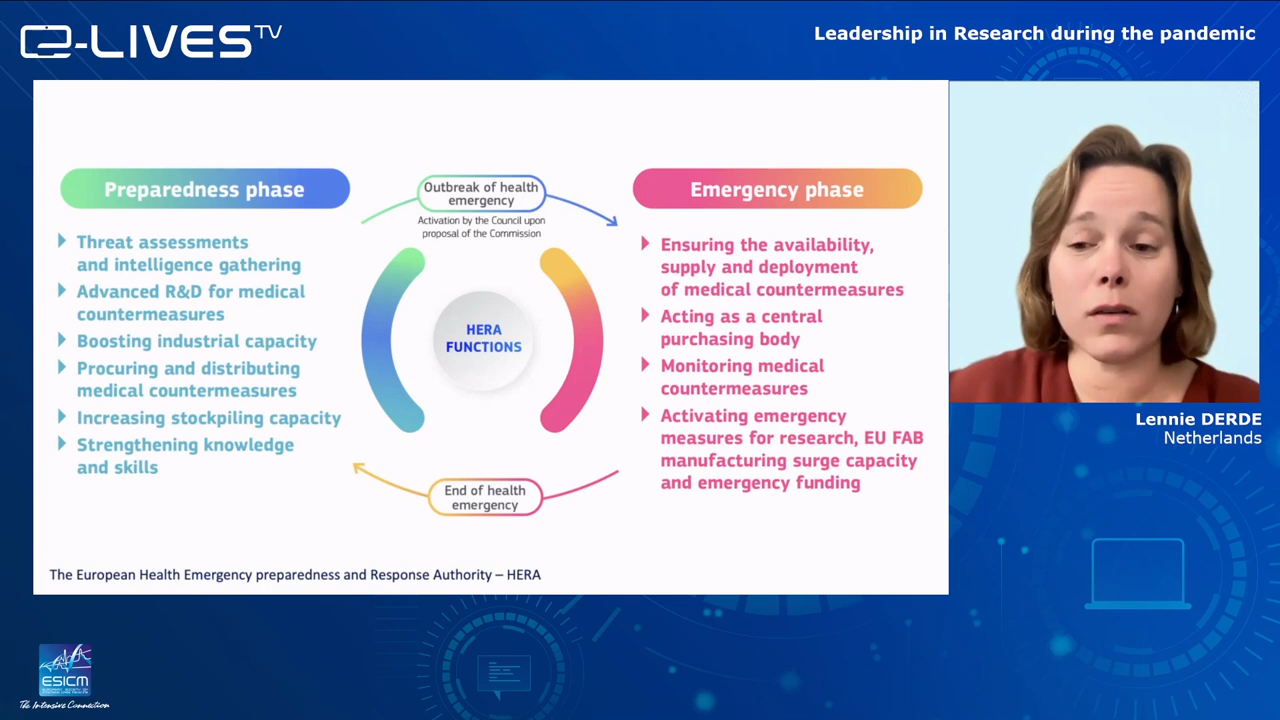 e-LIVES TV
Leadership in Research during the pandemic
Preparedness phase
Threat assessments
and intelligence gathering
Advanced R&D for medical
countermeasures
Boosting industrial capacity
Procuring and distributing
medical countermeasures
Increasing stockpiling capacity
Strengthening knowledge
and skills
Outbreak of health
emergency
Activation by the Council upon
proposal of the Commission
HERA
FUNCTIONS
End of health
emergency
Emergency phase
Ensuring the availability,
supply and deployment
of medical countermeasures
Acting as a central
purchasing body
Monitoring medical
countermeasures
Activating emergency
measures for research, EU FAB
manufacturing surge capacity
and emergency funding
The European Health Emergency preparedness and Response Authority – HERA
Lennie DERDE
Netherlands
ESICM
The Intensive Connection